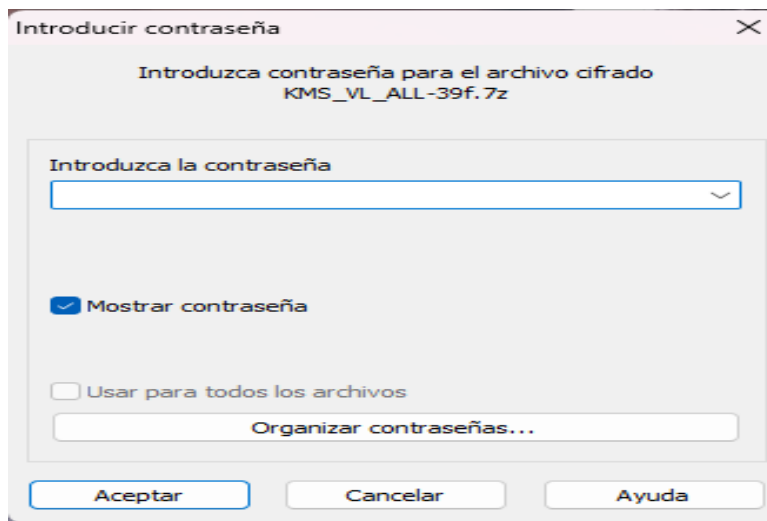 Introducir contraseña
Introduzca contraseña para el archivo cifrado
KMS_VL_ALL-39f.7z
Introduzca la contraseña
Mostrar contraseña
Usar para todos los archivos
Organizar contraseñas...
Aceptar
Cancelar
Ayuda